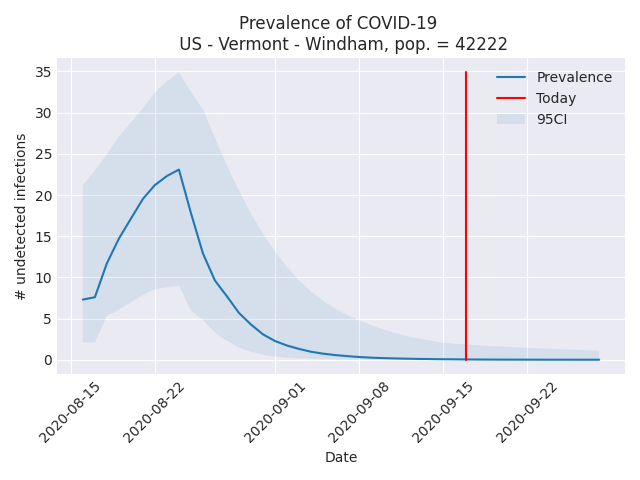 Prevalence of COVID-19
US - Vermont - Windham, pop. = 42222
35
30
25
20
15
10
5
0
# undetected infections
Prevalence
Today
95CI
2020-08-15
2020-08-22
2020-09-01
2020-09-08
2020-09-15
2020-09-22
Date